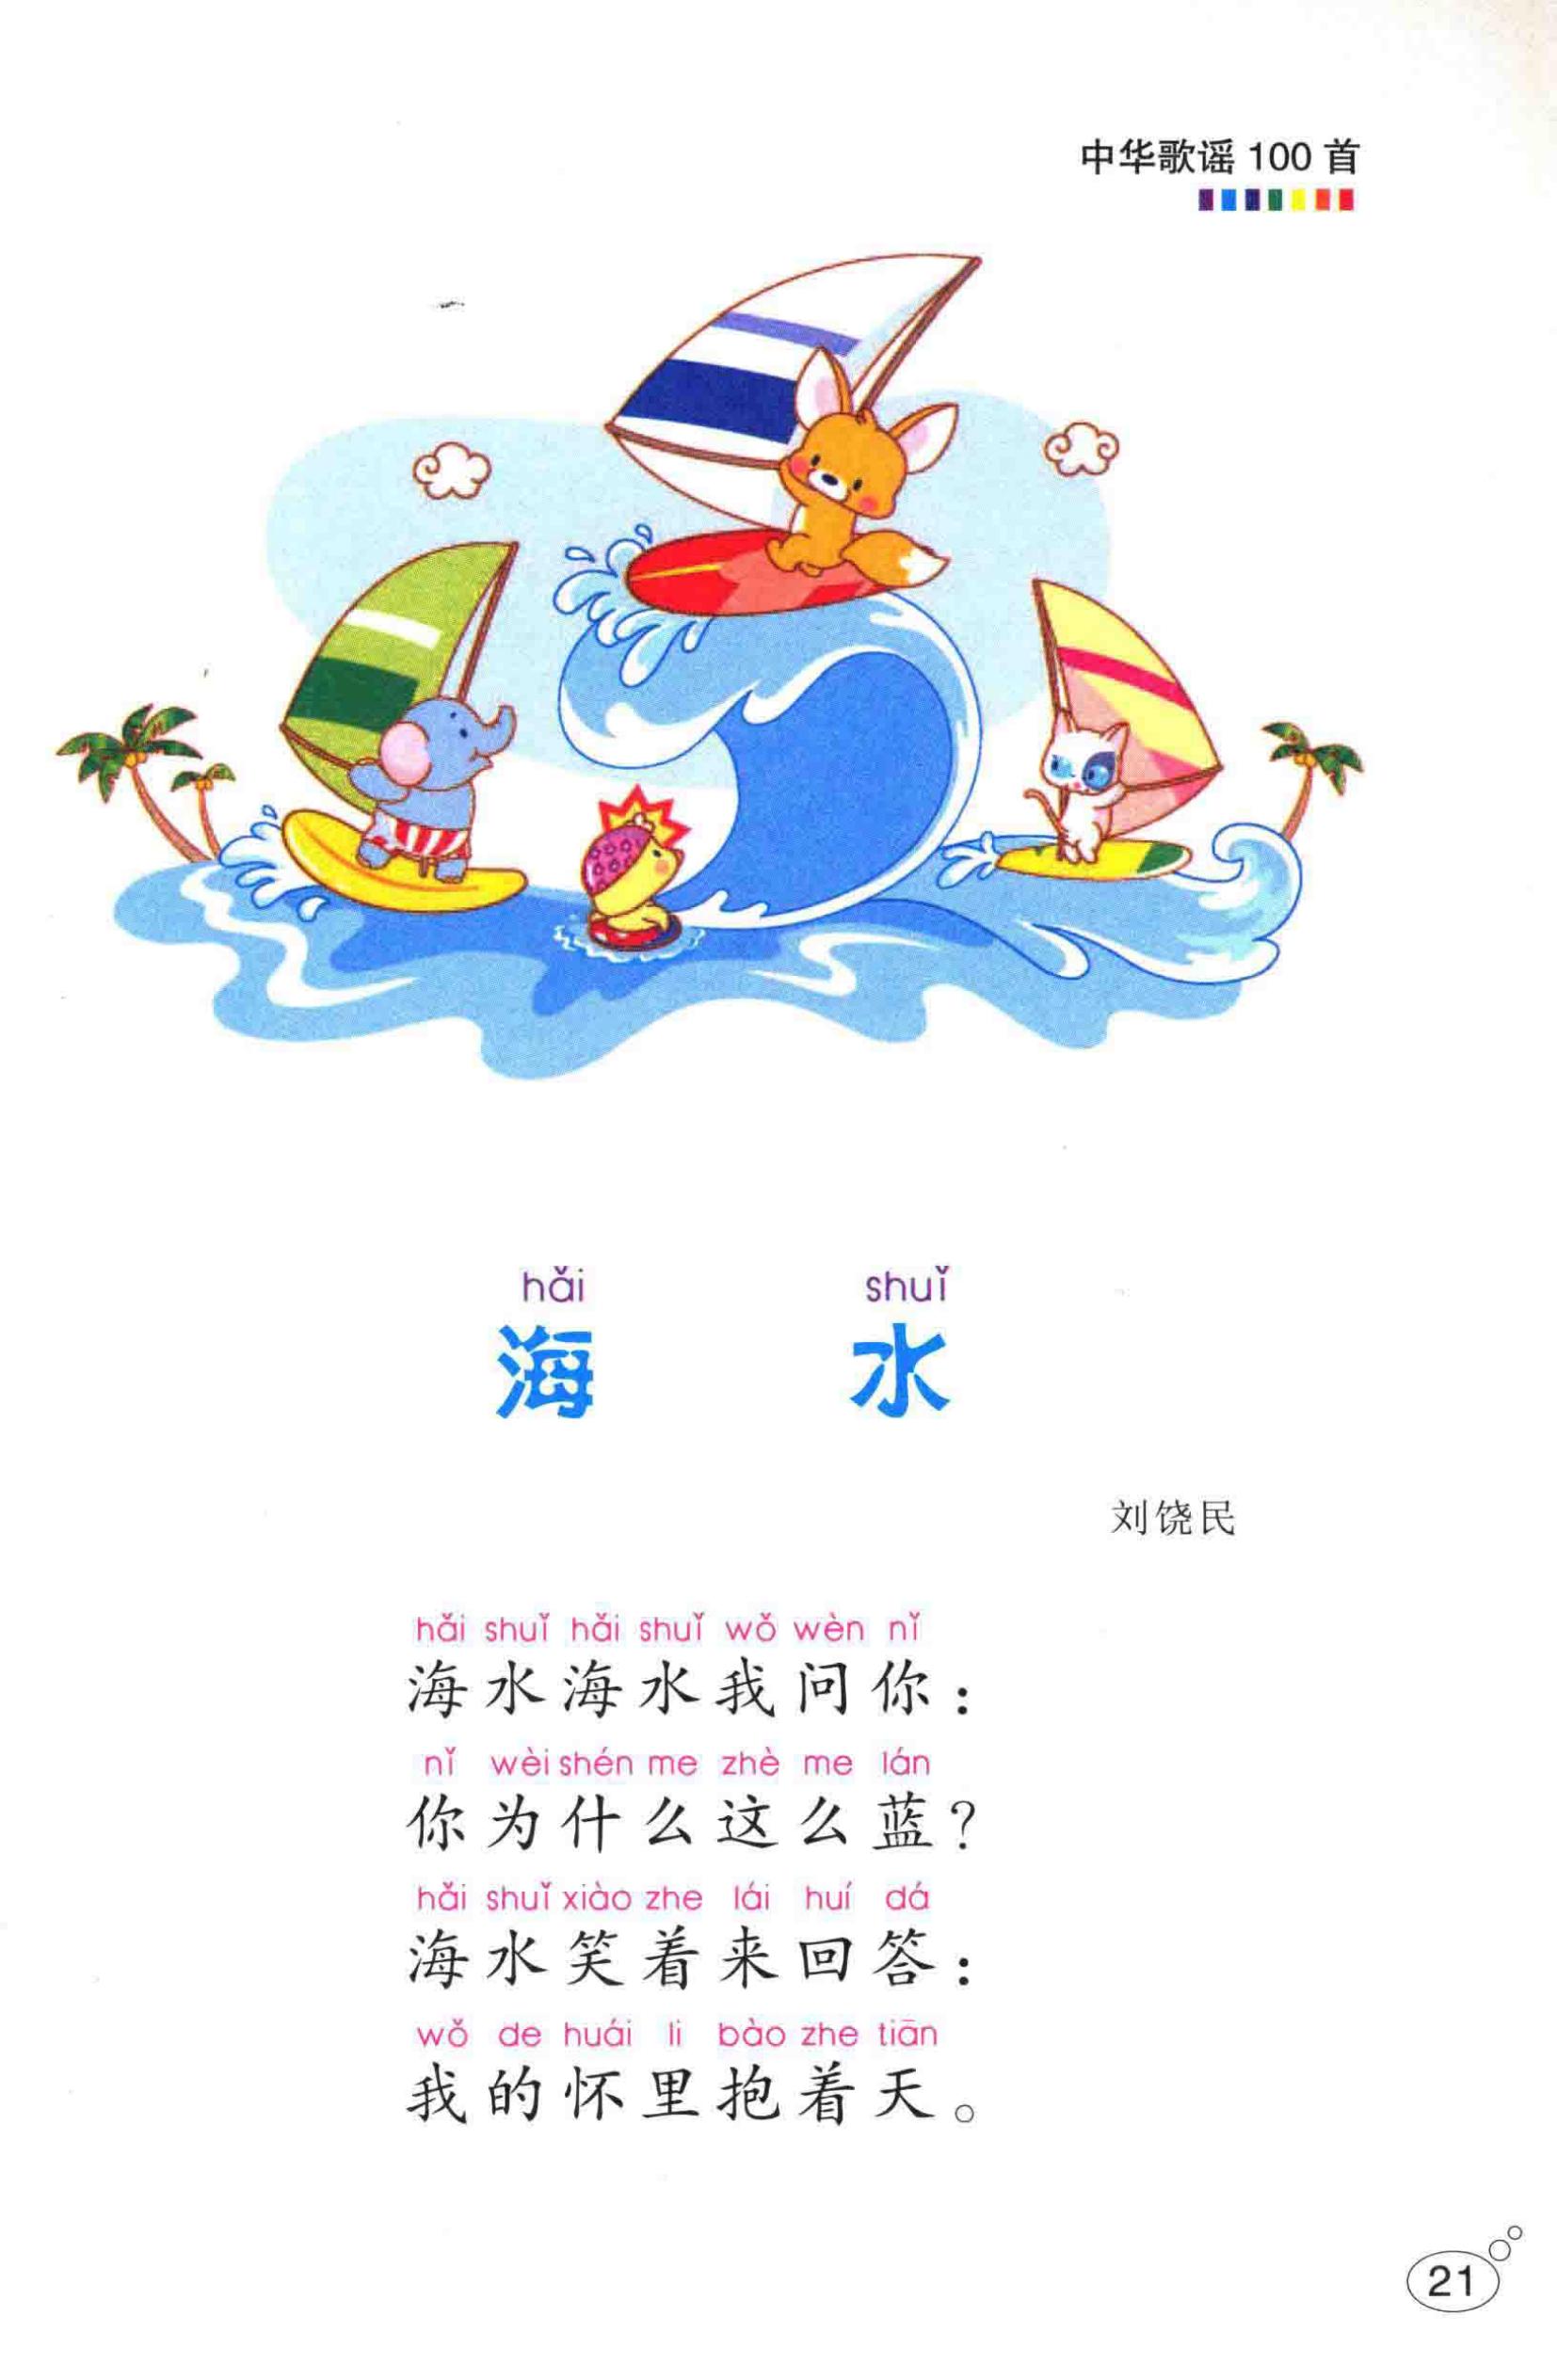 中华歌谣 100 首
hǎi shuǐ
海 水
刘饶民
hǎi shuǐ hǎi shuǐ wǒ wèn nǐ
海水海水我问你：
nǐ wèi shén me zhè me lán
你为什么这么蓝？
hǎi shuǐ xiào zhe lái huí dá
海水笑着来回答：
wǒ de huái li bào zhe tiān
我的怀里抱着天。
21